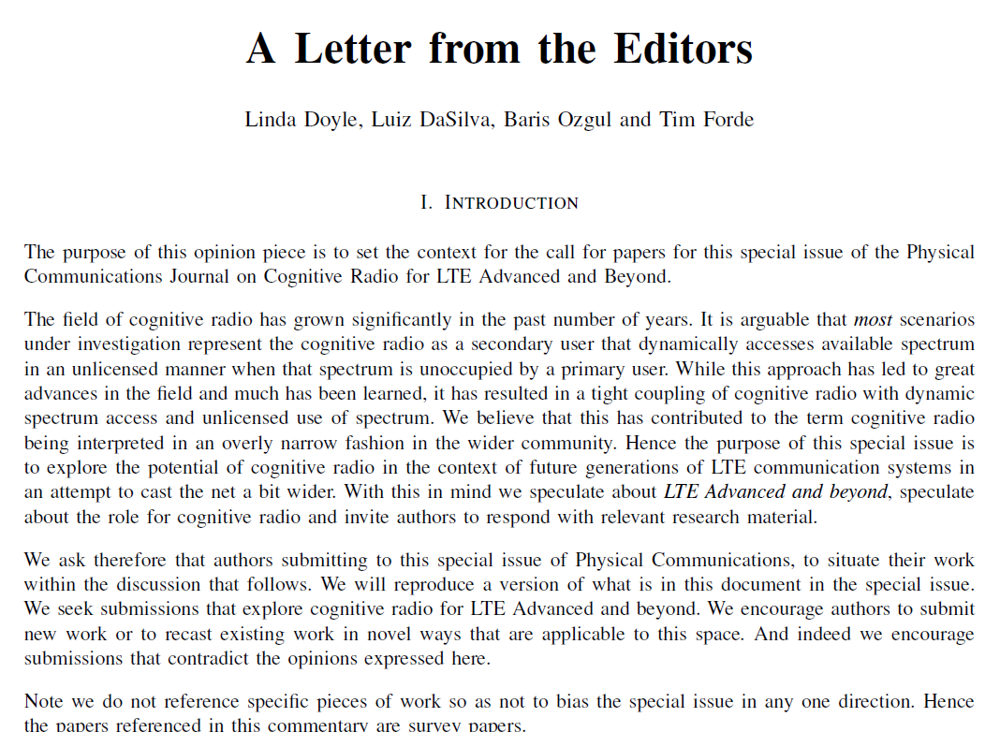 A Letter from the Editors
Linda Doyle, Luiz DaSilva, Baris Ozgul and Tim Forde
I. INTRODUCTION
The purpose of this opinion piece is to set the context for the call for papers for this special issue of the Physical
Communications Journal on Cognitive Radio for LTE Advanced and Beyond.
The field of cognitive radio has grown significantly in the past number of years. It is arguable that most scenarios
under investigation represent the cognitive radio as a secondary user that dynamically accesses available spectrum
in an unlicensed manner when that spectrum is unoccupied by a primary user. While this approach has led to great
advances in the field and much has been learned, it has resulted in a tight coupling of cognitive radio with dynamic
spectrum access and unlicensed use of spectrum. We believe that this has contributed to the term cognitive radio
being interpreted in an overly narrow fashion in the wider community. Hence the purpose of this special issue is
to explore the potential of cognitive radio in the context of future generations of LTE communication systems in
an attempt to cast the net a bit wider. With this in mind we speculate about LTE Advanced and beyond, speculate
about the role for cognitive radio and invite authors to respond with relevant research material.
We ask therefore that authors submitting to this special issue of Physical Communications, to situate their work
within the discussion that follows. We will reproduce a version of what is in this document in the special issue.
We seek submissions that explore cognitive radio for LTE Advanced and beyond. We encourage authors to submit
new work or to recast existing work in novel ways that are applicable to this space. And indeed we encourage
submissions that contradict the opinions expressed here.
Note we do not reference specific pieces of work so as not to bias the special issue in any one direction. Hence
the papers referenced in this commentary are survey papers.